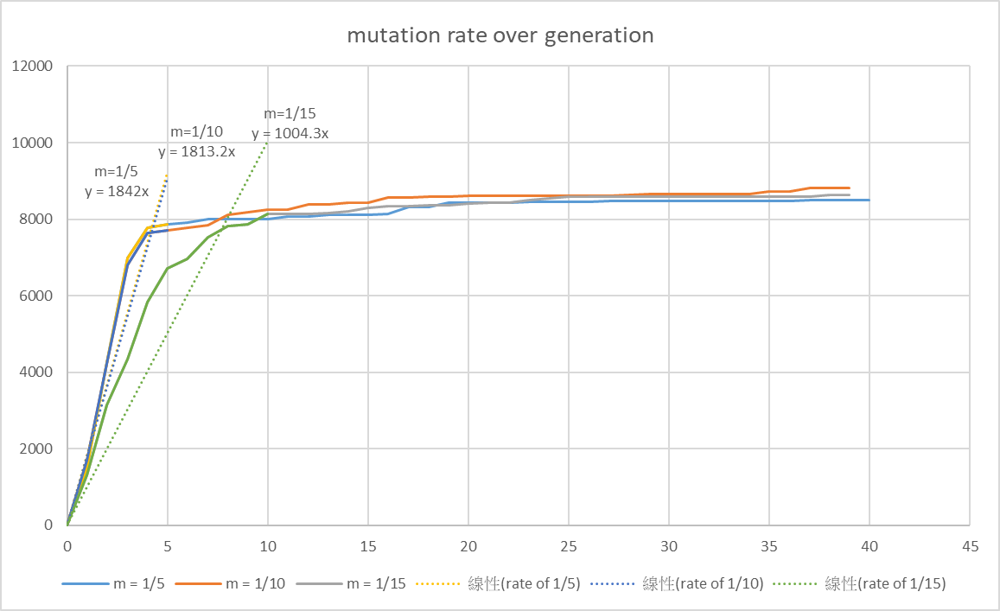 mutation rate over generation
12000
10000
8000
6000
4000
2000
0
m=1/15
y = 1004.3x
m=1/10
y = 1813.2x
m=1/5
y = 1842x
0 5 10 15 20 25 30 35 40 45
m = 1/5 m = 1/10 m = 1/15 線性(rate of 1/5) 線性(rate of 1/10) 線性(rate of 1/15)